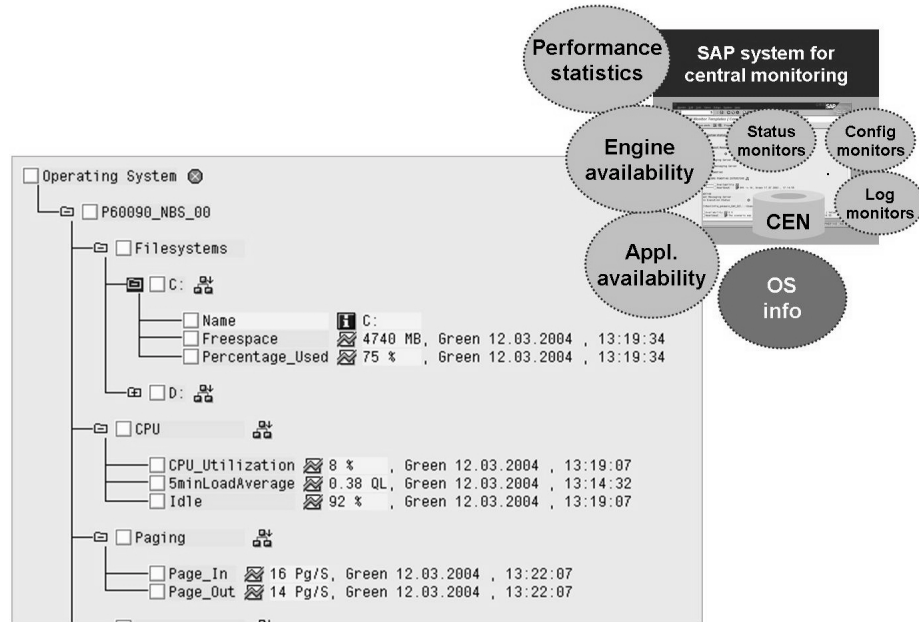 Performance
statistics
SAP system for
central monitoring
Engine
availability
Status
monitors
Config
monitors
Log
monitors
CEN
Appl.
availability
OS
info
Operating System
P60090_NBS_00
Filesystems
C:
Name C:
Freespace 4740 MB, Green 12.03.2004 , 13:19:34
Percentage_Used 75 % , Green 12.03.2004 , 13:19:34
D:
CPU
CPU_Utilization 8 % , Green 12.03.2004 , 13:19:07
5minLoadAverage 0.38 QL, Green 12.03.2004 , 13:14:32
Idle 92 % , Green 12.03.2004 , 13:19:07
Paging
Page_In 16 Pg/S, Green 12.03.2004 , 13:22:07
Page_Out 14 Pg/S, Green 12.03.2004 , 13:22:07